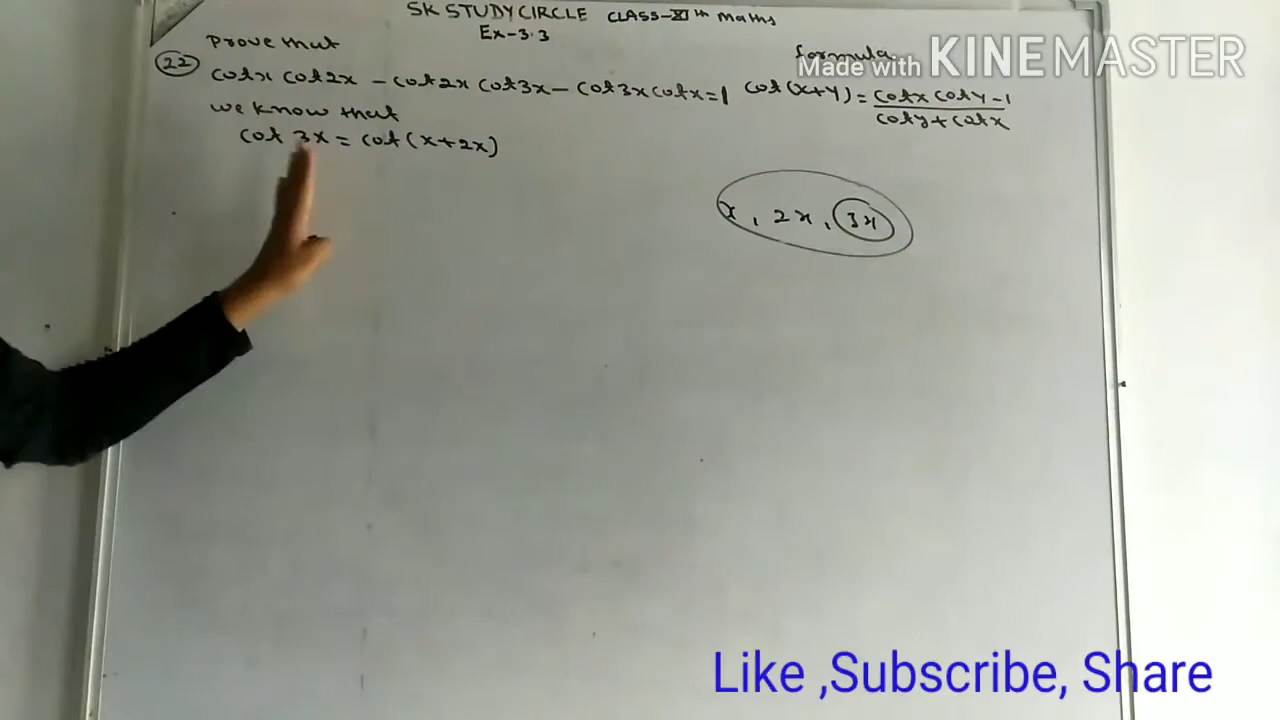 SK STUDY CIRCLE CLASS-XIth Maths
Ex-3.3
Prove that
formula
Made with KINEMASTER
(22) cotx cot2x - cot2x cot3x - cot3x cotx = 1
cot(x+y) = cotx coty - 1
coty + cotx
we know that
cot 3x = cot(x+2x)
x, 2x, 3x
Like ,Subscribe, Share